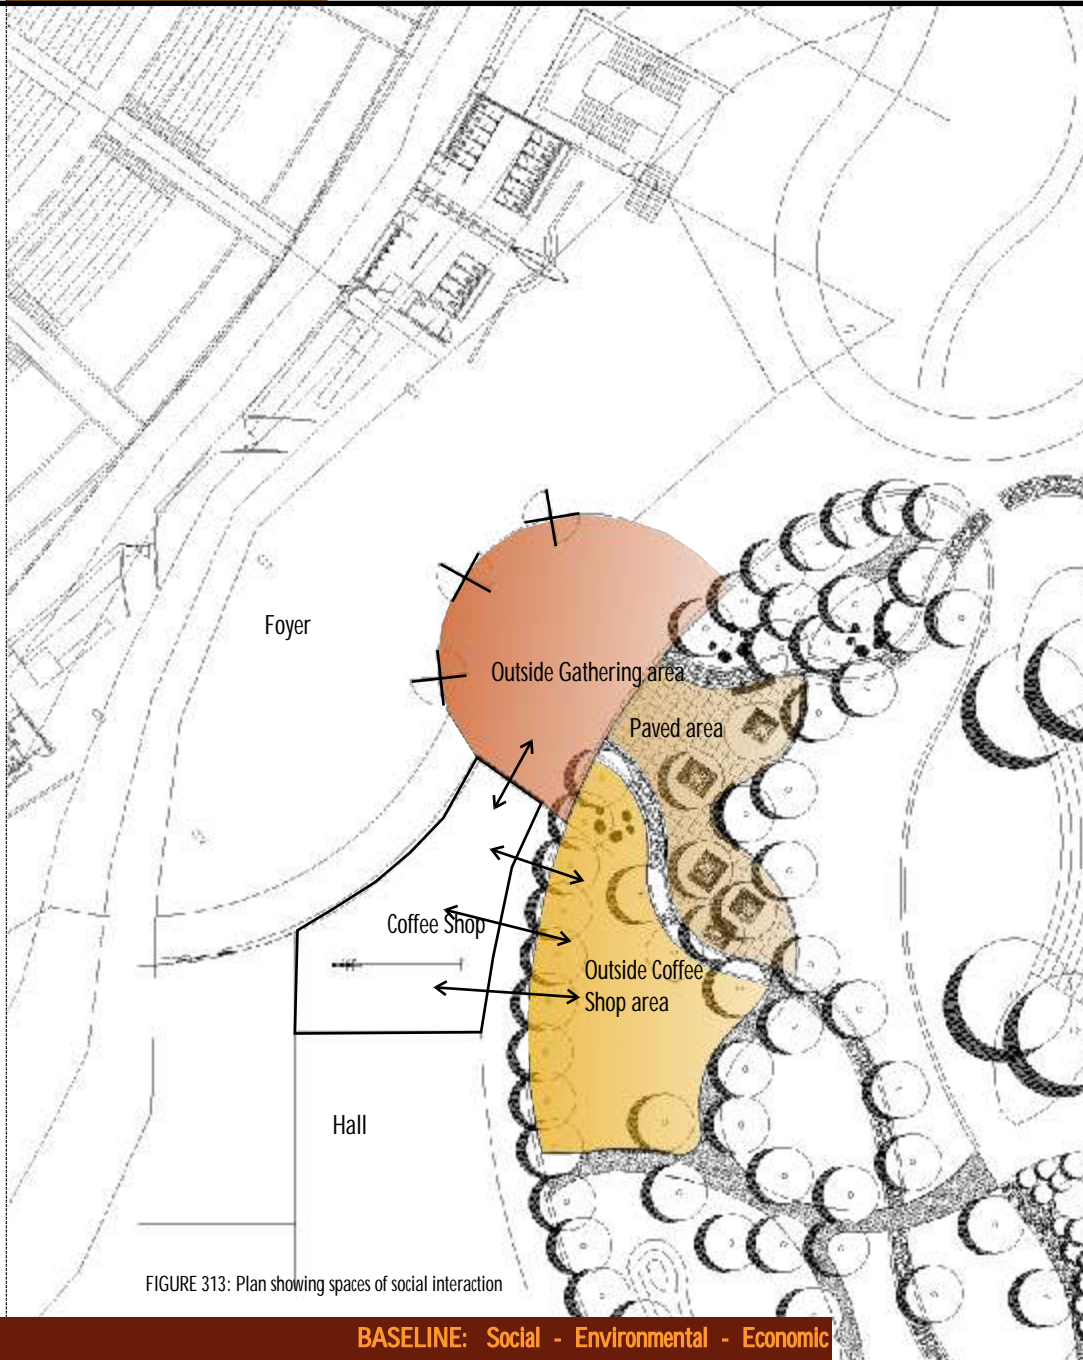 Foyer
Outside Gathering area
Paved area
Coffee Shop
Outside Coffee
Shop area
Hall
FIGURE 313: Plan showing spaces of social interaction
BASELINE: Social - Environmental - Economic